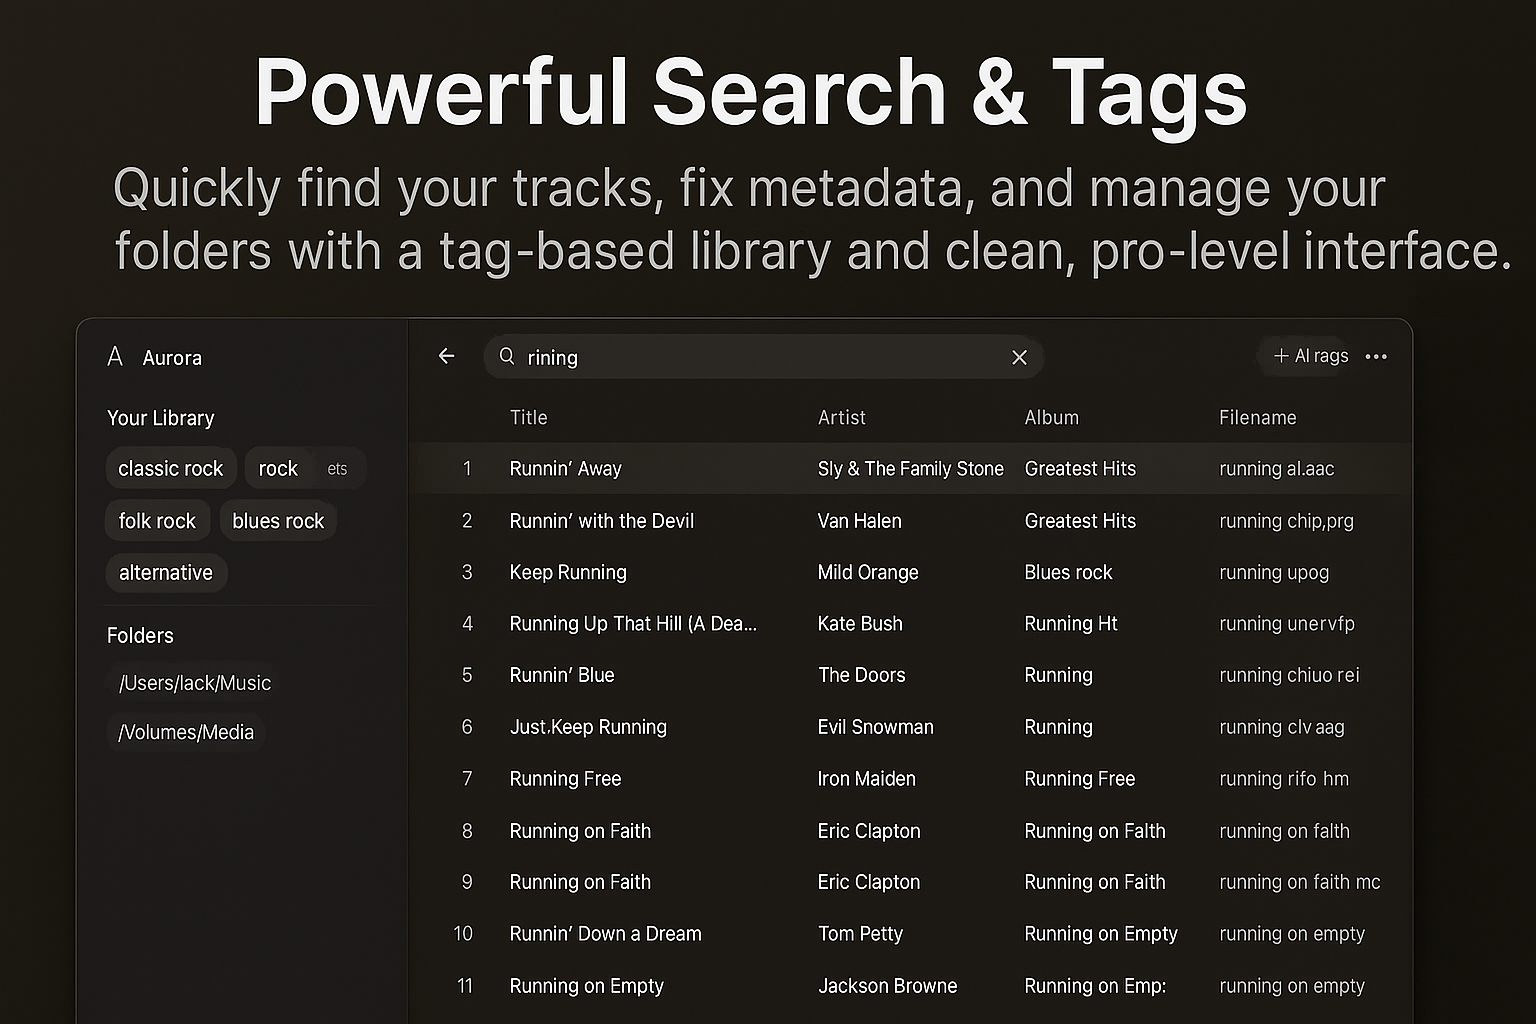 Powerful Search & Tags
Quickly find your tracks, fix metadata, and manage your
folders with a tag-based library and clean, pro-level interface.
A Aurora
Your Library
classic rock rock ets
folk rock blues rock
alternative
Folders
/Users/lack/Music
/Volumes/Media
← rining × + AI rags •••
Title Artist Album Filename
1 Runnin’ Away Sly & The Family Stone Greatest Hits running al.aac
2 Runnin’ with the Devil Van Halen Greatest Hits running chip,prg
3 Keep Running Mild Orange Blues rock running upog
4 Running Up That Hill (A Dea... Kate Bush Running Ht running unervfp
5 Runnin’ Blue The Doors Running running chiuo rei
6 Just,Keep Running Evil Snowman Running running clv aag
7 Running Free Iron Maiden Running Free running rifo hm
8 Running on Faith Eric Clapton Running on Falth running on falth
9 Running on Faith Eric Clapton Running on Faith running on faith mc
10 Runnin’ Down a Dream Tom Petty Running on Empty running on empty
11 Running on Empty Jackson Browne Running on Emp: running on empty